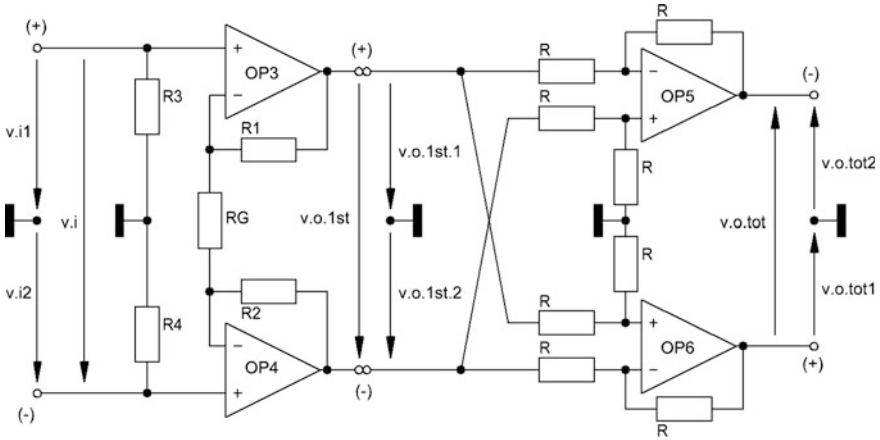 (+)
+
OP3
−
R3
R1
v.i1
v.i
RG
v.i2
R2
R4
−
OP4
+
(-)
(+)
v.o.1st.1
v.o.1st
v.o.1st.2
(-)
R
R
−
OP5
+
R
(-)
R
v.o.tot2
v.o.tot
R
v.o.tot1
R
+
OP6
−
R
(+)
R